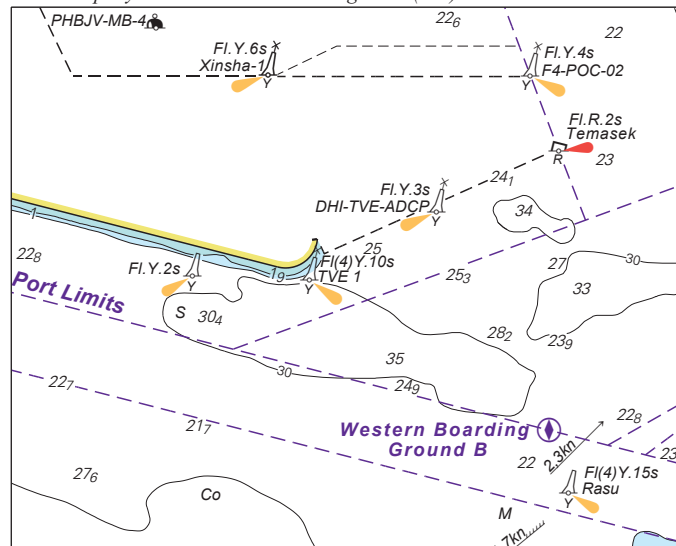 PHBJV-MB-4
22₆
22
Fl.Y.6s
Xinsha-1
Y
Fl.Y.4s
F4-POC-02
Y
Fl.R.2s
Temasek
R
23
24₁
Fl.Y.3s
DHI-TVE-ADCP
Y
34
1
22₈
Fl.Y.2s
Y
19
25
Fl(4)Y.10s
TVE 1
Y
25₃
27
30
33
Port Limits
S
30₄
28₂
23₉
35
30
24₉
22₇
21₇
Western Boarding
Ground B
22₈
23
2,3kn
22
27₆
Co
Fl(4)Y.15s
Rasu
Y
M
7kn